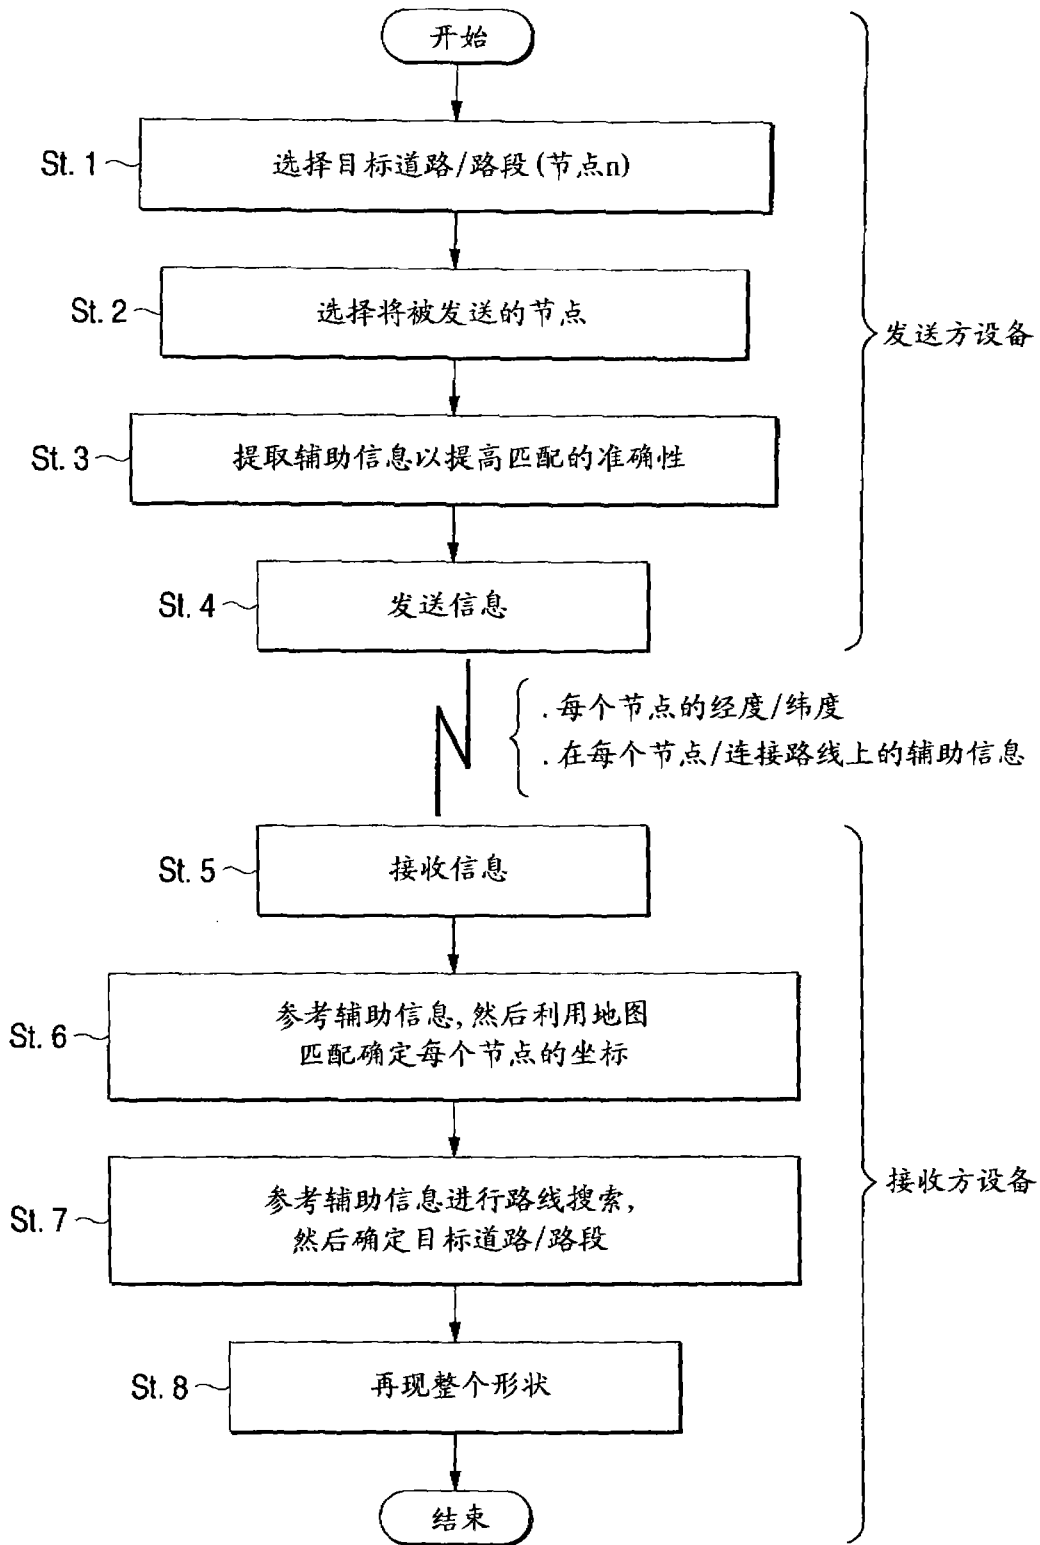 开始
St. 1
选择目标道路/路段(节点n)
St. 2
选择将被发送的节点
发送方设备
St. 3
提取辅助信息以提高匹配的准确性
St. 4
发送信息
.每个节点的经度/纬度
.在每个节点/连接路线上的辅助信息
St. 5
接收信息
St. 6
参考辅助信息,然后利用地图
匹配确定每个节点的坐标
接收方设备
St. 7
参考辅助信息进行路线搜索,
然后确定目标道路/路段
St. 8
再现整个形状
结束